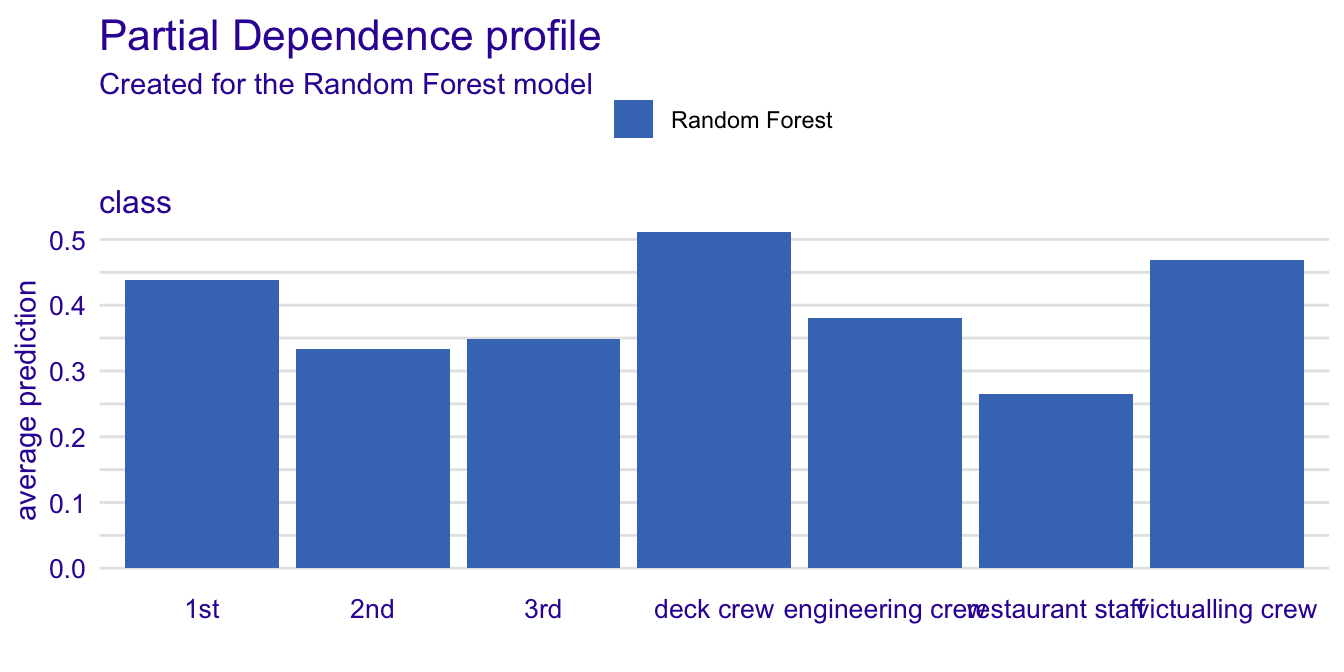 Partial Dependence profile
Created for the Random Forest model
Random Forest
class
average prediction
0.5
0.4
0.3
0.2
0.1
0.0
1st 2nd 3rd deck crew engineering crew restaurant staff victualling crew